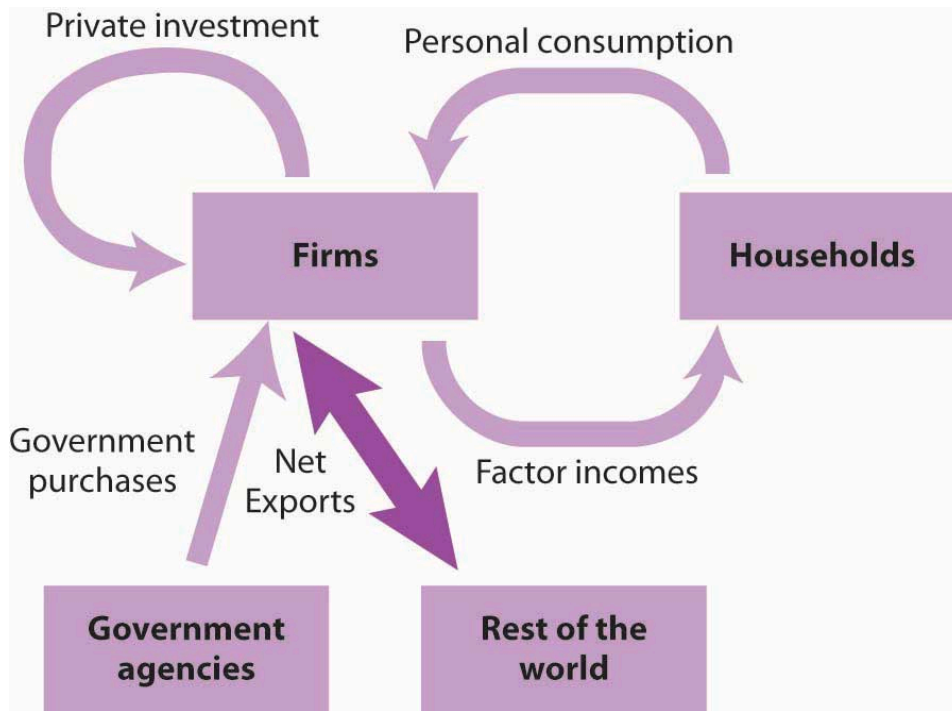 Private investment
Personal consumption
Firms
Households
Government
purchases
Net
Exports
Factor incomes
Government
agencies
Rest of the
world